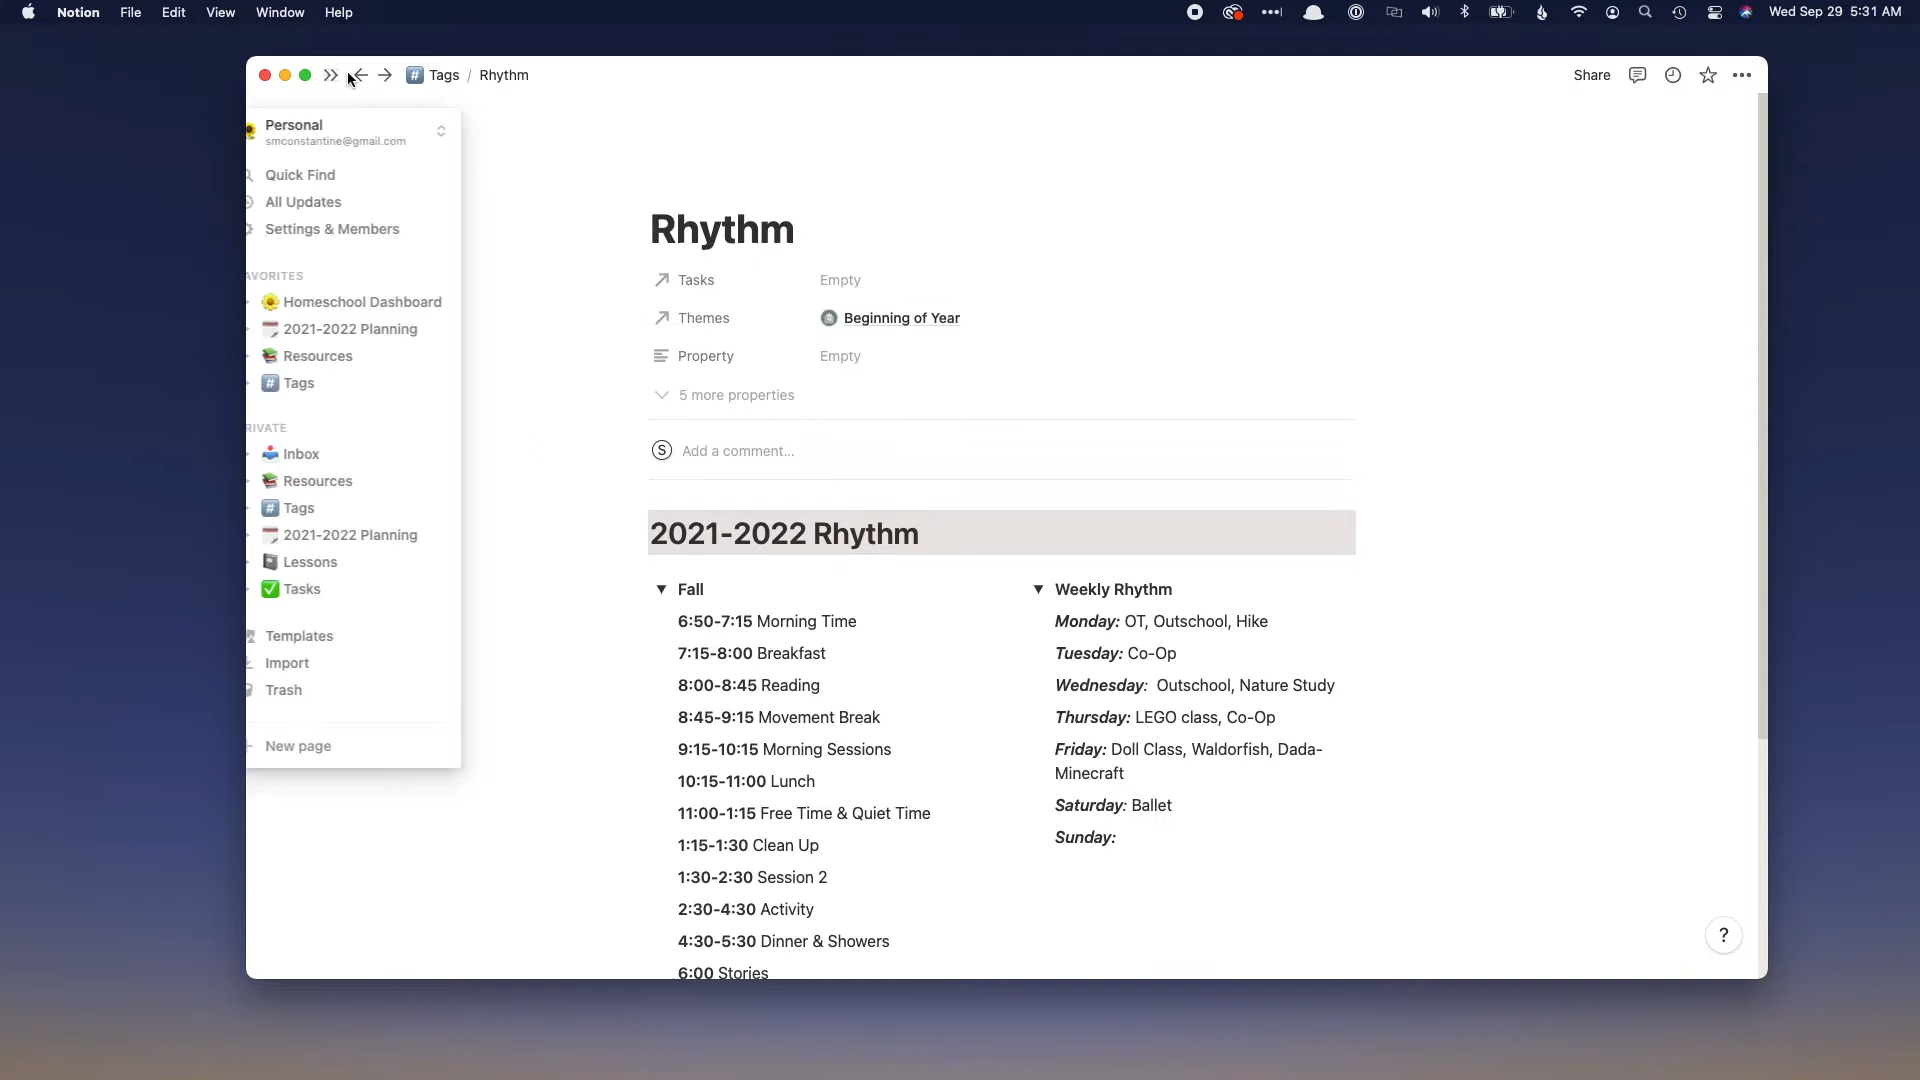 Notion File Edit View Window Help Wed Sep 29 5:31 AM
# Tags / Rhythm Share
Personal
smconstantine@gmail.com
Quick Find
All Updates
Settings & Members
AVORITES
Homeschool Dashboard
2021-2022 Planning
Resources
# Tags
RIVATE
Inbox
Resources
# Tags
2021-2022 Planning
Lessons
Tasks
Templates
Import
Trash
New page
Rhythm
Tasks Empty
Themes Beginning of Year
Property Empty
5 more properties
S Add a comment...
2021-2022 Rhythm
Fall
6:50-7:15 Morning Time
7:15-8:00 Breakfast
8:00-8:45 Reading
8:45-9:15 Movement Break
9:15-10:15 Morning Sessions
10:15-11:00 Lunch
11:00-1:15 Free Time & Quiet Time
1:15-1:30 Clean Up
1:30-2:30 Session 2
2:30-4:30 Activity
4:30-5:30 Dinner & Showers
6:00 Stories
Weekly Rhythm
Monday: OT, Outschool, Hike
Tuesday: Co-Op
Wednesday: Outschool, Nature Study
Thursday: LEGO class, Co-Op
Friday: Doll Class, Waldorfish, Dada-
Minecraft
Saturday: Ballet
Sunday:
?